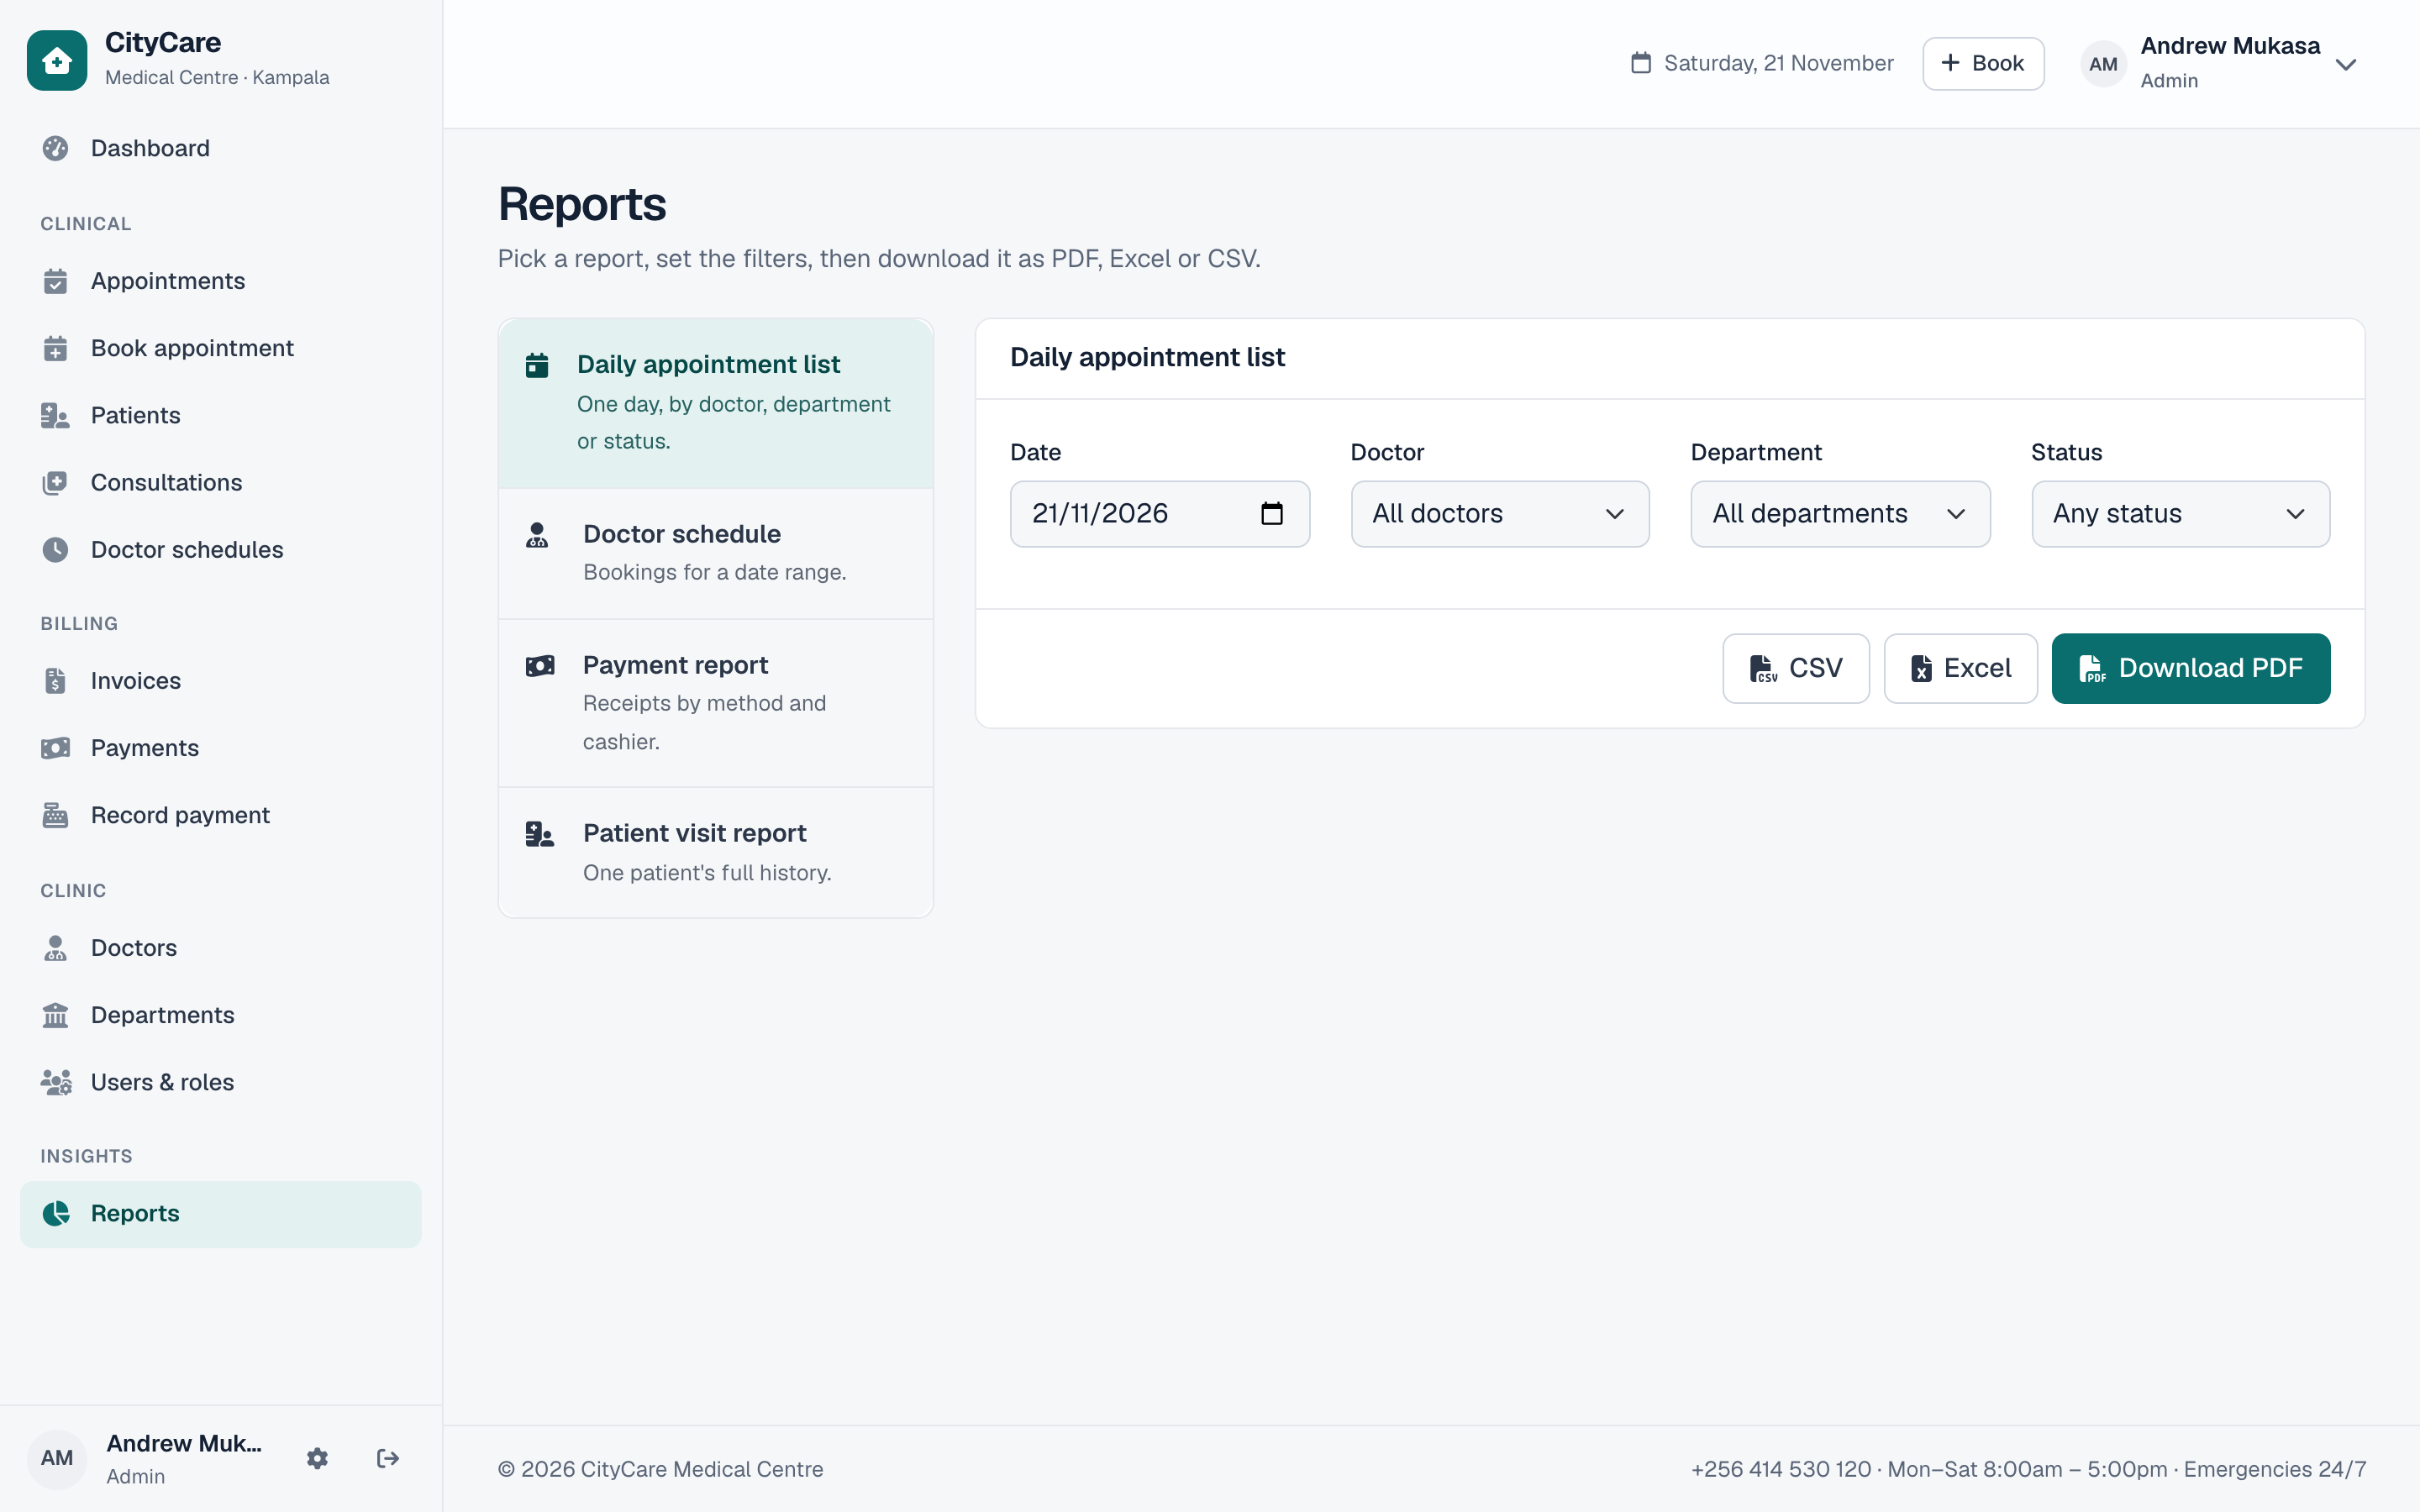 CityCare
Medical Centre · Kampala
Dashboard
CLINICAL
Appointments
Book appointment
Patients
Consultations
Doctor schedules
BILLING
Invoices
Payments
Record payment
CLINIC
Doctors
Departments
Users & roles
INSIGHTS
Reports
AM
Andrew Muk...
Admin
Saturday, 21 November
Book
AM
Andrew Mukasa
Admin
Reports
Pick a report, set the filters, then download it as PDF, Excel or CSV.
Daily appointment list
One day, by doctor, department
or status.
Doctor schedule
Bookings for a date range.
Payment report
Receipts by method and
cashier.
Patient visit report
One patient's full history.
Daily appointment list
Date
Doctor
Department
Status
21/11/2026
All doctors
All departments
Any status
CSV CSV
X Excel
PDF Download PDF
© 2026 CityCare Medical Centre
+256 414 530 120 · Mon–Sat 8:00am – 5:00pm · Emergencies 24/7